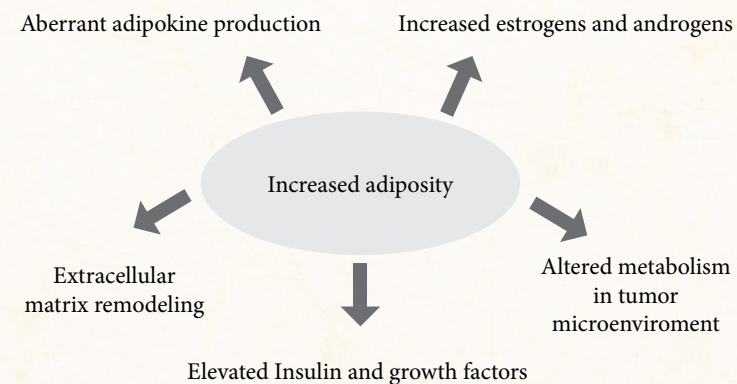 Aberrant adipokine production
Increased estrogens and androgens
Increased adiposity
Extracellular
matrix remodeling
Altered metabolism
in tumor
microenviroment
Elevated Insulin and growth factors